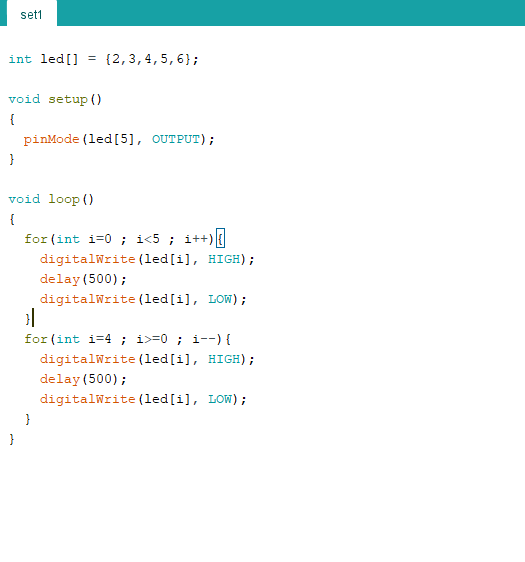 set1
int led[] = {2,3,4,5,6};
void setup()
{
  pinMode(led[5], OUTPUT);
}
void loop()
{
  for(int i=0 ; i<5 ; i++){
    digitalWrite(led[i], HIGH);
    delay(500);
    digitalWrite(led[i], LOW);
  }
  for(int i=4 ; i>=0 ; i--){
    digitalWrite(led[i], HIGH);
    delay(500);
    digitalWrite(led[i], LOW);
  }
}